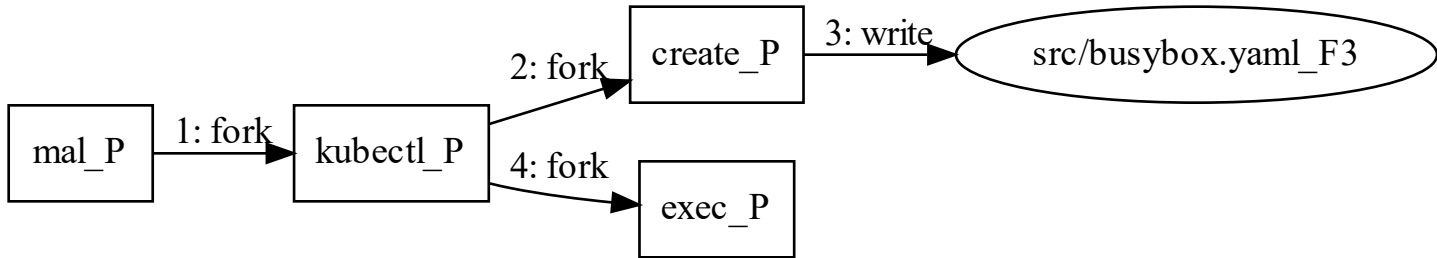 mal_P
1: fork
kubectl_P
2: fork
create_P
3: write
src/busybox.yaml_F3
4: fork
exec_P